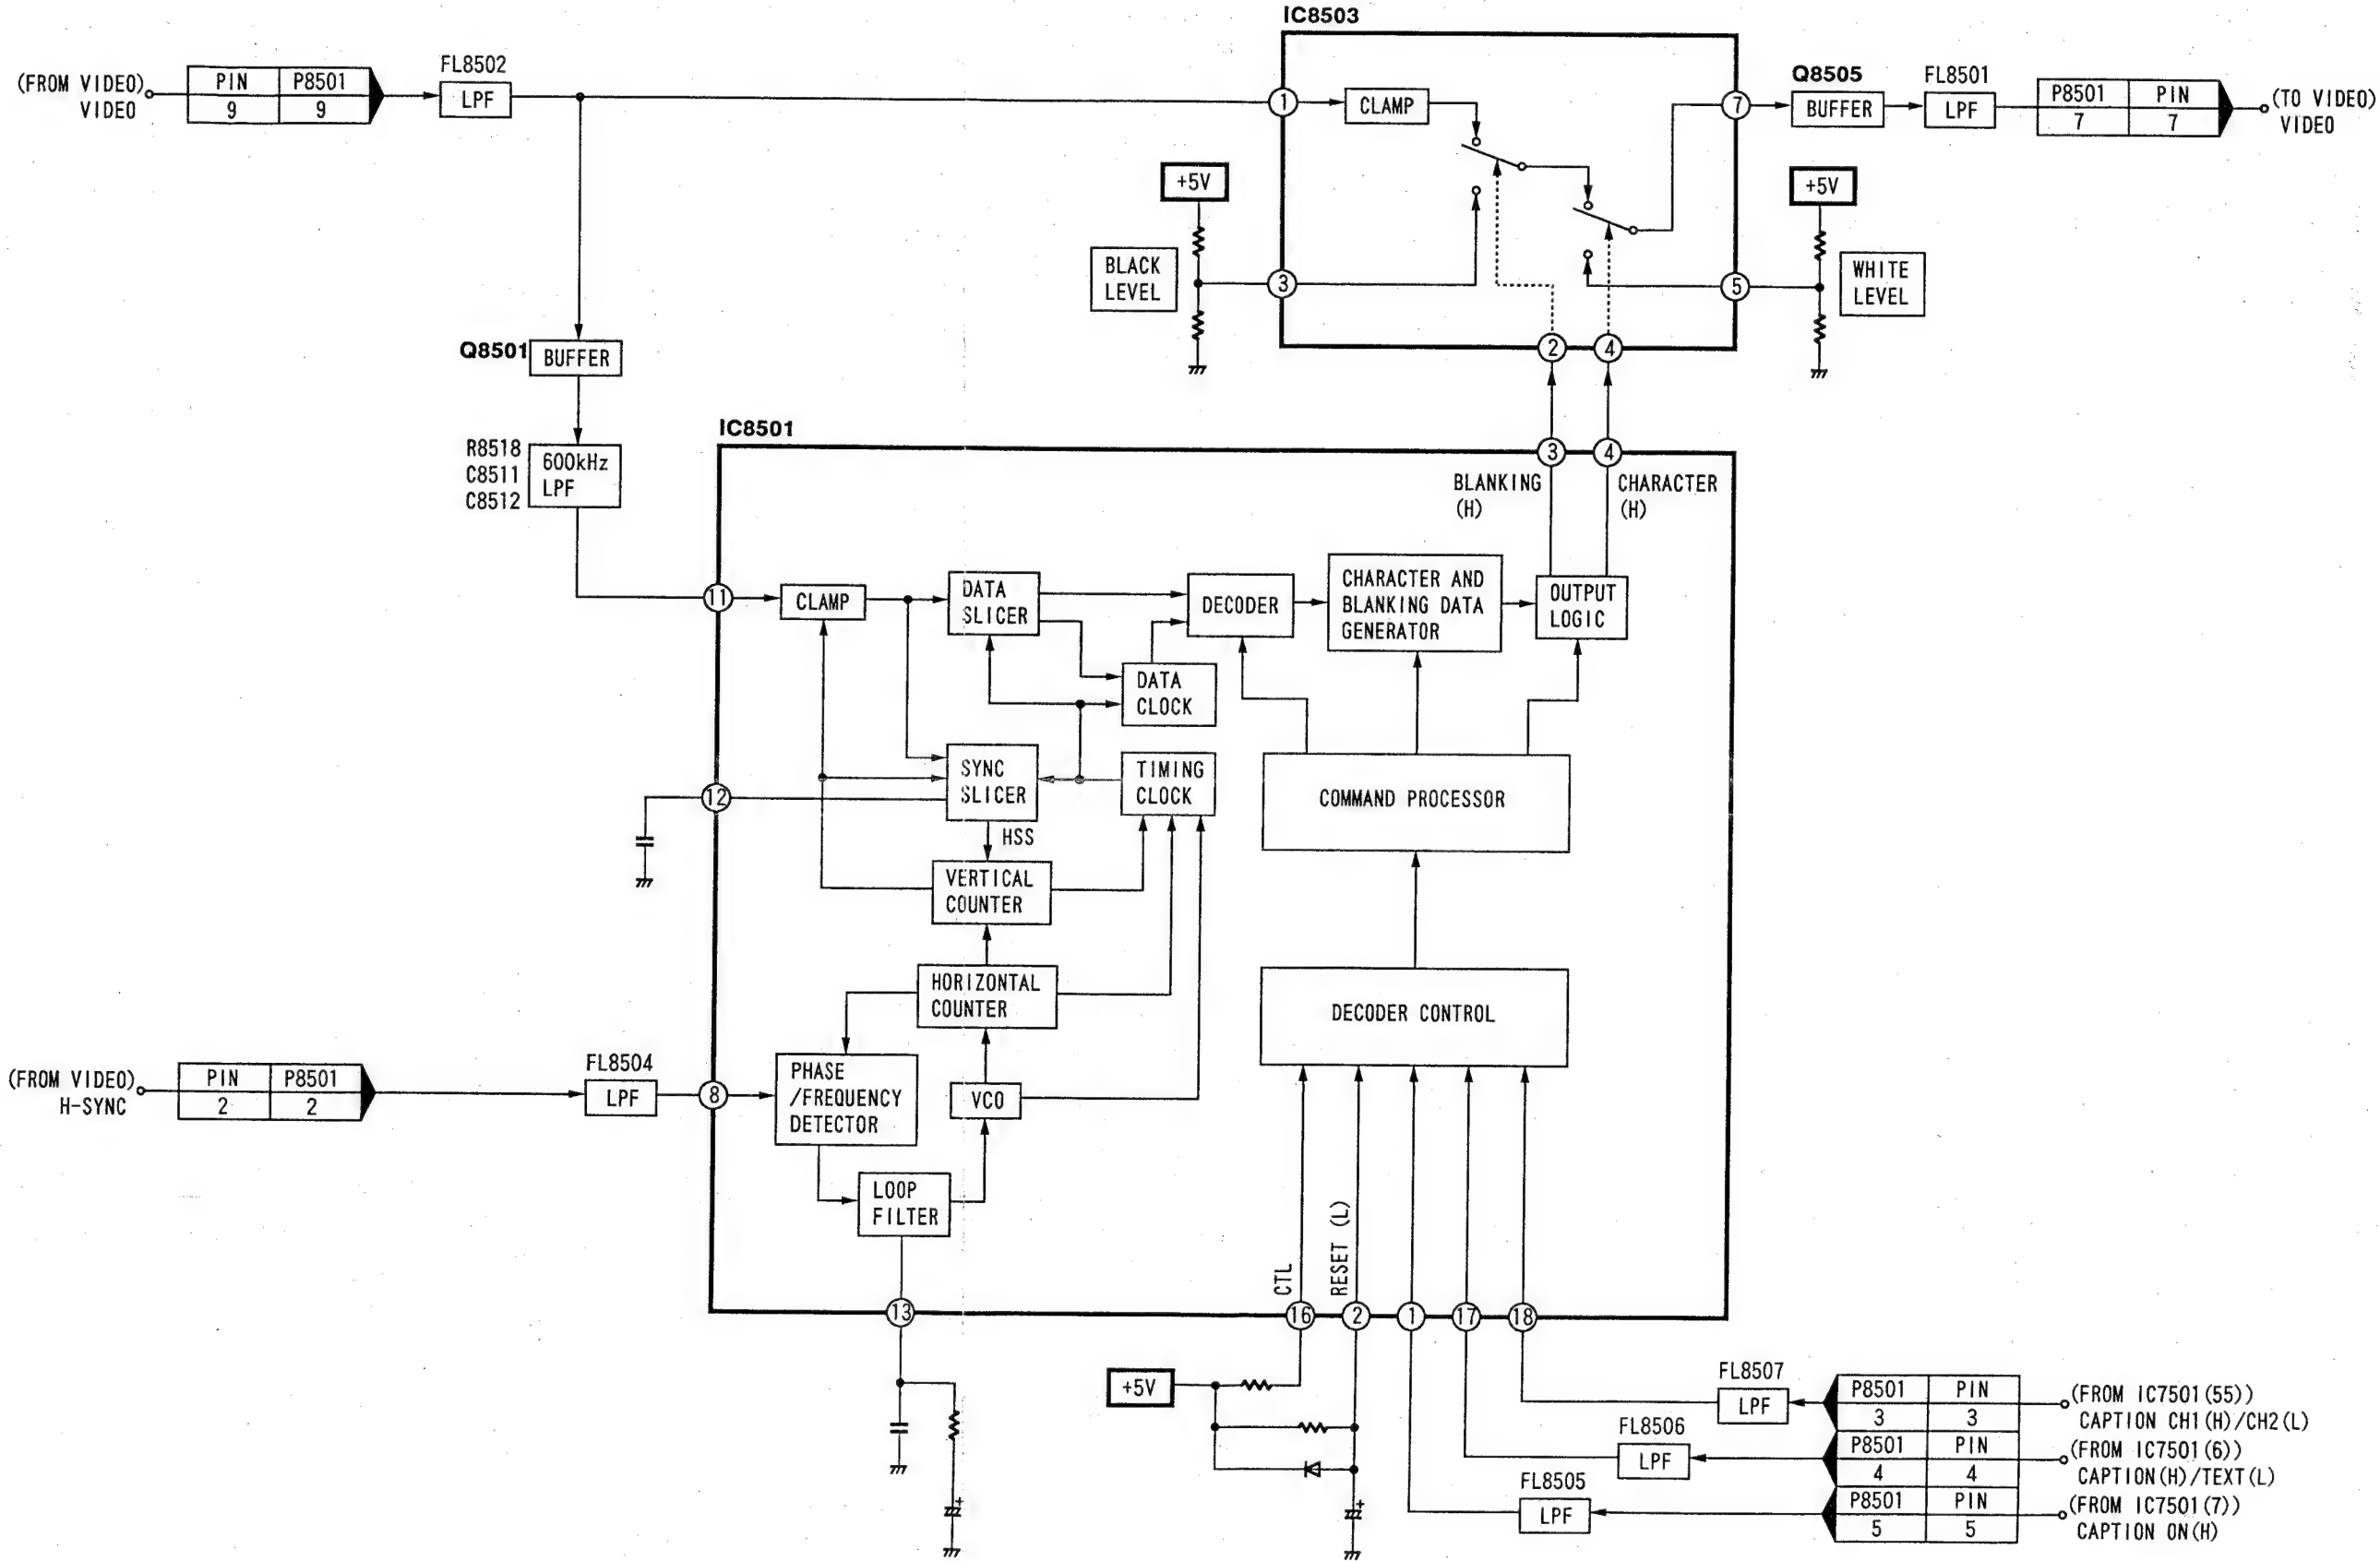 IC8503
(FROM VIDEO)
VIDEO
PIN P8501
9 9
FL8502
LPF
1
CLAMP
7
Q8505
BUFFER
FL8501
LPF
P8501 PIN
7 7
(TO VIDEO)
VIDEO
+5V
BLACK
LEVEL
3
+5V
WHITE
LEVEL
5
2 4
Q8501
BUFFER
R8518
C8511
C8512
600kHz
LPF
IC8501
3 4
BLANKING
(H)
CHARACTER
(H)
11
CLAMP
DATA
SLICER
DECODER
CHARACTER AND
BLANKING DATA
GENERATOR
OUTPUT
LOGIC
DATA
CLOCK
12
SYNC
SLICER
TIMING
CLOCK
HSS
COMMAND PROCESSOR
VERTICAL
COUNTER
HORIZONTAL
COUNTER
DECODER CONTROL
(FROM VIDEO)
H-SYNC
PIN P8501
2 2
FL8504
LPF
8
PHASE
/FREQUENCY
DETECTOR
VCO
LOOP
FILTER
13
CTL
RESET (L)
16 2 1 17 18
+5V
+
+
FL8507
LPF
P8501 PIN
3 3
(FROM IC7501(55))
CAPTION CH1(H)/CH2(L)
FL8506
LPF
P8501 PIN
4 4
(FROM IC7501(6))
CAPTION(H)/TEXT(L)
FL8505
LPF
P8501 PIN
5 5
(FROM IC7501(7))
CAPTION ON(H)